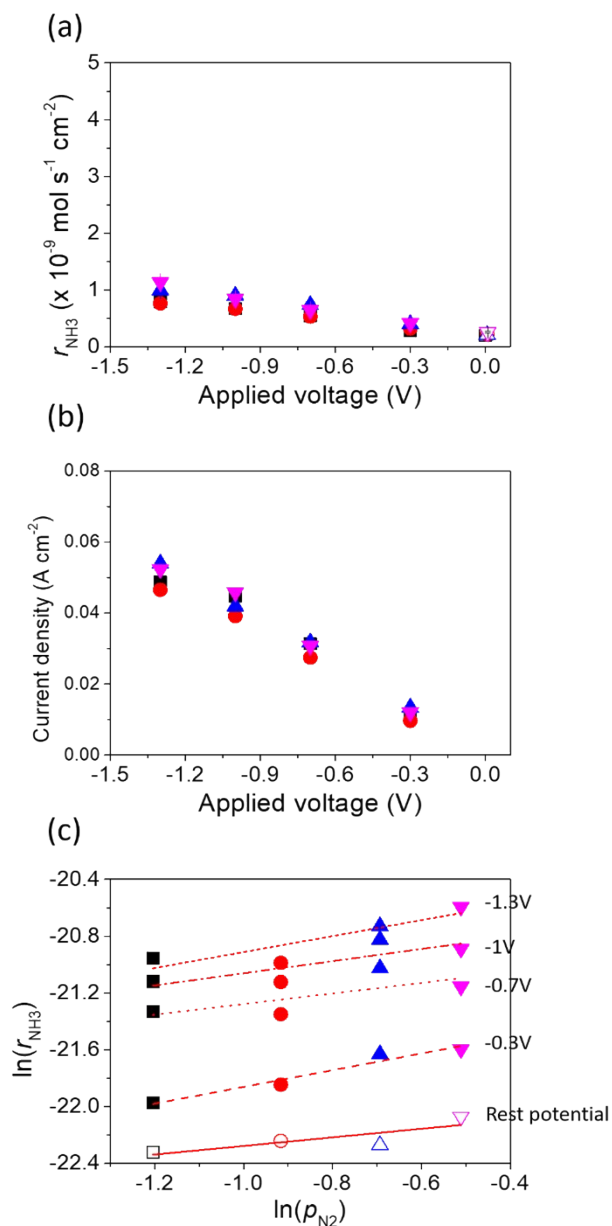 (a)
5
4
3
2
1
0
r_NH3 (x 10^-9 mol s^-1 cm^-2)
-1.5 -1.2 -0.9 -0.6 -0.3 0.0
Applied voltage (V)
(b)
0.08
0.06
0.04
0.02
0.00
Current density (A cm^-2)
-1.5 -1.2 -0.9 -0.6 -0.3 0.0
Applied voltage (V)
(c)
-20.4
-20.8
-21.2
-21.6
-22.0
-22.4
ln(r_NH3)
-1.3V
-1V
-0.7V
-0.3V
Rest potential
-1.2 -1.0 -0.8 -0.6 -0.4
ln(p_N2)